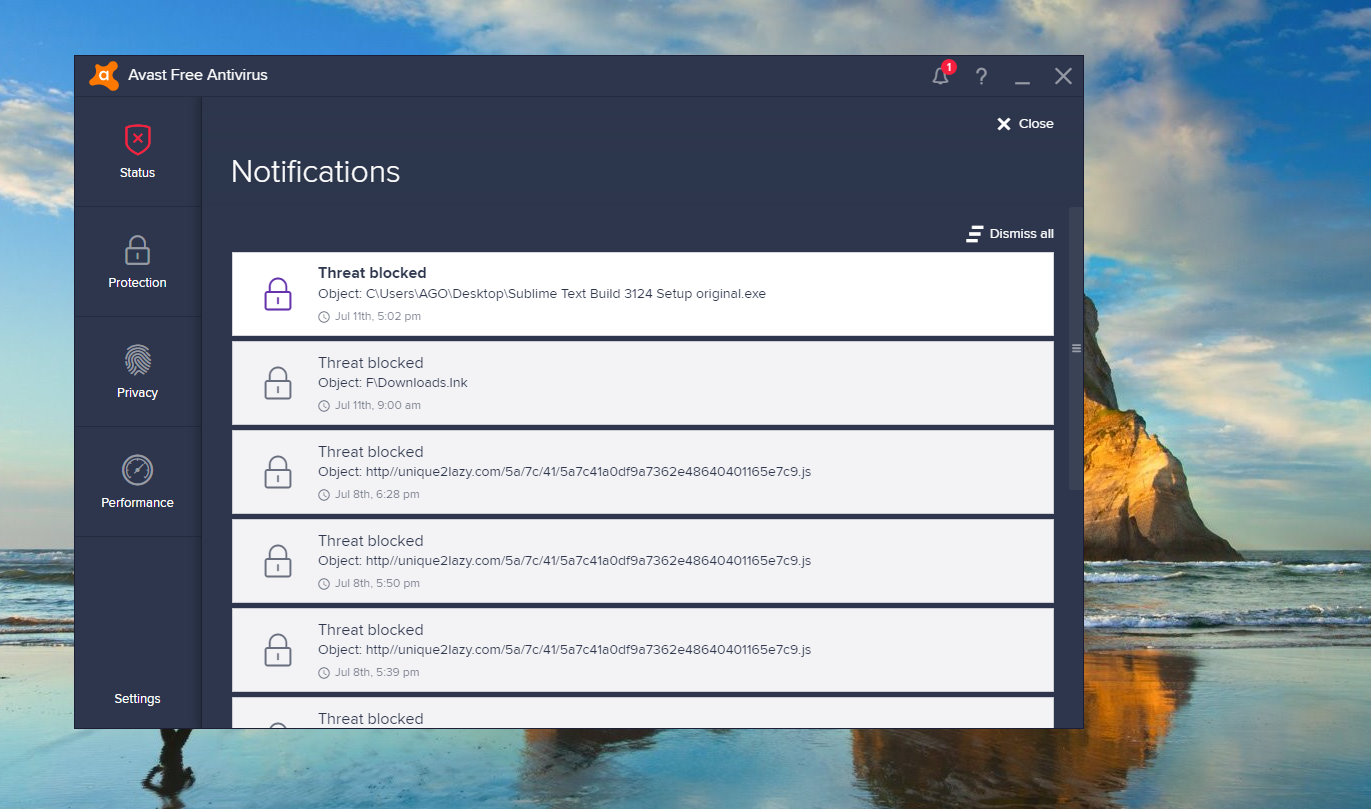 a Avast Free Antivirus
1
?
Close
Status
Notifications
Dismiss all
Protection
Threat blocked
Object: C\Users\AGO\Desktop\Sublime Text Build 3124 Setup original.exe
Jul 11th, 5:02 pm
Privacy
Threat blocked
Object: F\Downloads.lnk
Jul 11th, 9:00 am
Performance
Threat blocked
Object: http//unique2lazy.com/5a/7c/41/5a7c41a0df9a7362e48640401165e7c9.js
Jul 8th, 6:28 pm
Threat blocked
Object: http//unique2lazy.com/5a/7c/41/5a7c41a0df9a7362e48640401165e7c9.js
Jul 8th, 5:50 pm
Threat blocked
Object: http//unique2lazy.com/5a/7c/41/5a7c41a0df9a7362e48640401165e7c9.js
Jul 8th, 5:39 pm
Settings
Threat blocked